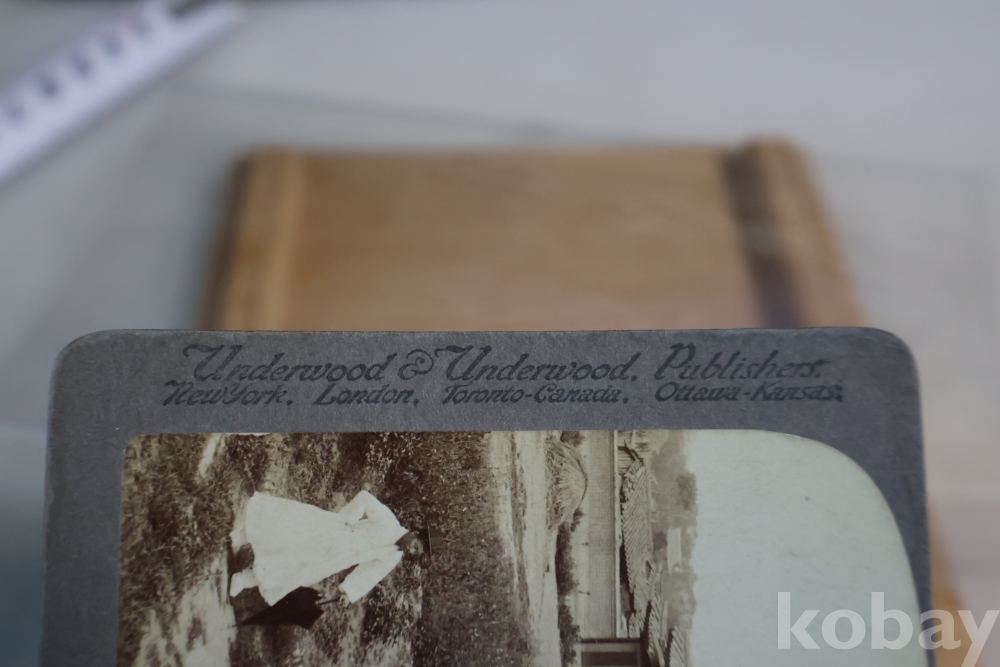 Underwood & Underwood, Publishers.
New York, London, Toronto-Canada, Ottawa-Kansas.
kobay